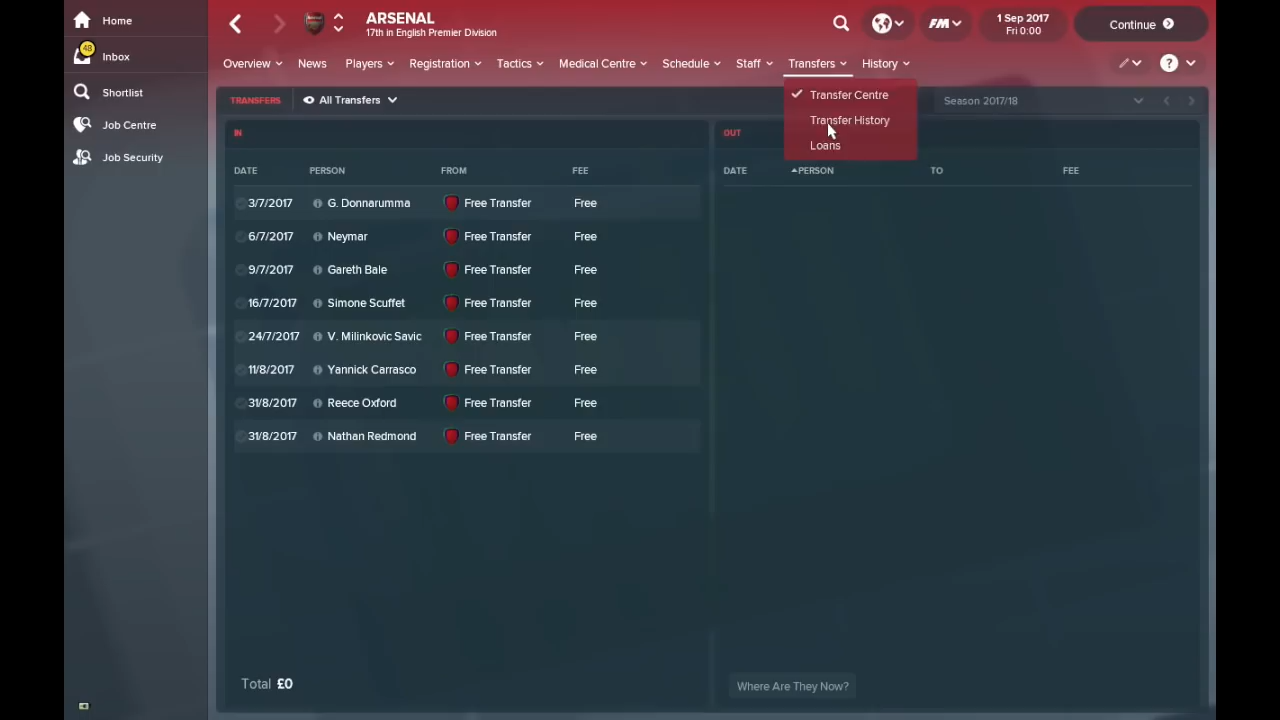 Home
48
Inbox
Shortlist
Job Centre
Job Security
ARSENAL
17th in English Premier Division
FM
1 Sep 2017
Fri 0:00
Continue
Overview
News
Players
Registration
Tactics
Medical Centre
Schedule
Staff
Transfers
History
?
Transfer Centre
Transfer History
Loans
TRANSFERS
All Transfers
Season 2017/18
IN
DATE PERSON FROM FEE
3/7/2017 G. Donnarumma Free Transfer Free
6/7/2017 Neymar Free Transfer Free
9/7/2017 Gareth Bale Free Transfer Free
16/7/2017 Simone Scuffet Free Transfer Free
24/7/2017 V. Milinkovic Savic Free Transfer Free
11/8/2017 Yannick Carrasco Free Transfer Free
31/8/2017 Reece Oxford Free Transfer Free
31/8/2017 Nathan Redmond Free Transfer Free
Total £0
OUT
DATE PERSON TO FEE
Where Are They Now?